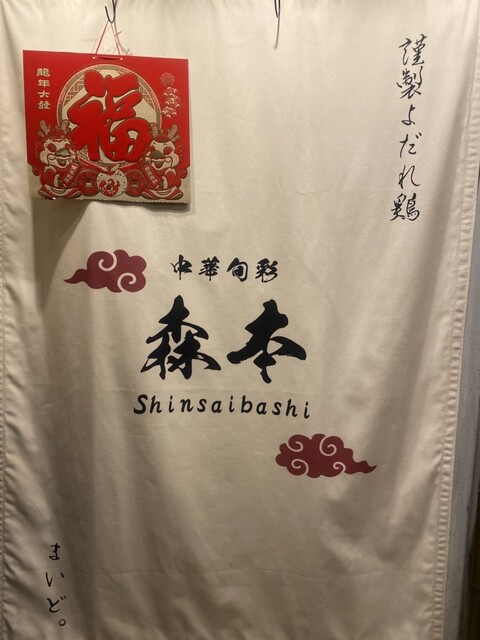 謹製よだれ鶏
龍年大發
福
中華旬彩
森本
Shinsaibashi
まいど。